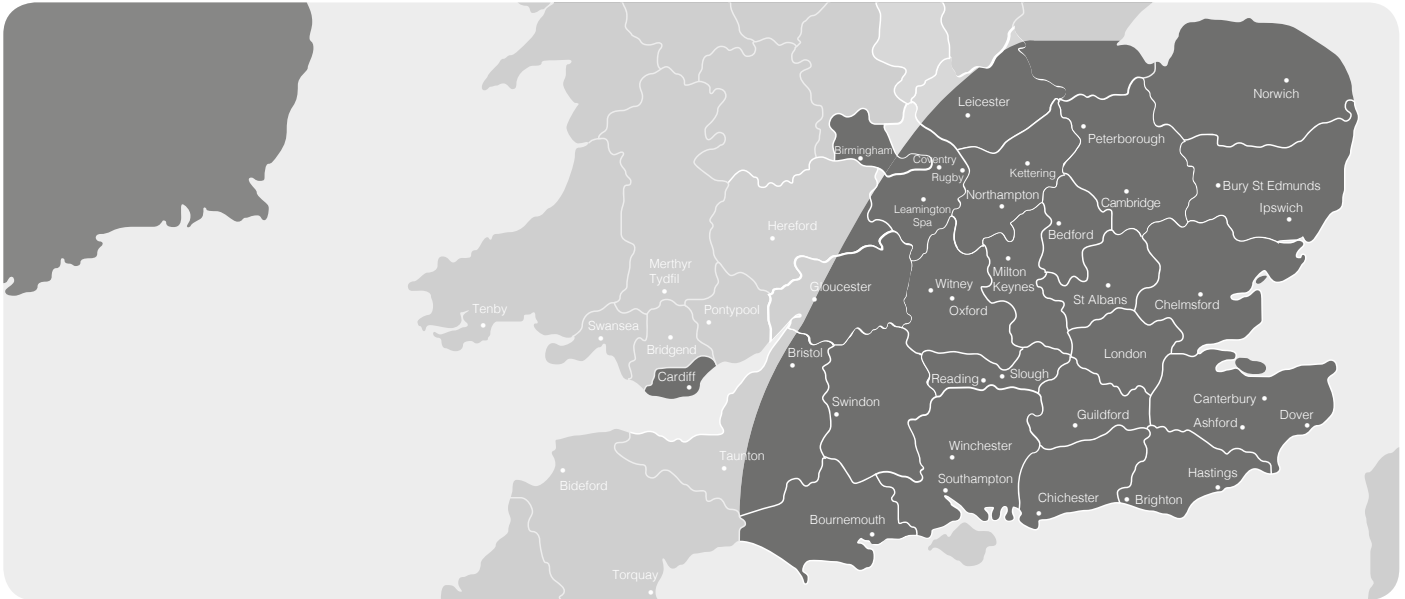 Leicester
Norwich
Peterborough
Birmingham
Coventry
Rugby
Kettering
Bury St Edmunds
Northampton
Cambridge
Leamington
Spa
Ipswich
Hereford
Bedford
Merthyr
Tydfil
Milton
Keynes
Gloucester
Witney
Oxford
St Albans
Chelmsford
Tenby
Pontypool
Swansea
Bridgend
Bristol
London
Cardiff
Reading
Slough
Swindon
Canterbury
Guildford
Ashford
Dover
Winchester
Taunton
Hastings
Bideford
Southampton
Chichester
Brighton
Bournemouth
Torquay